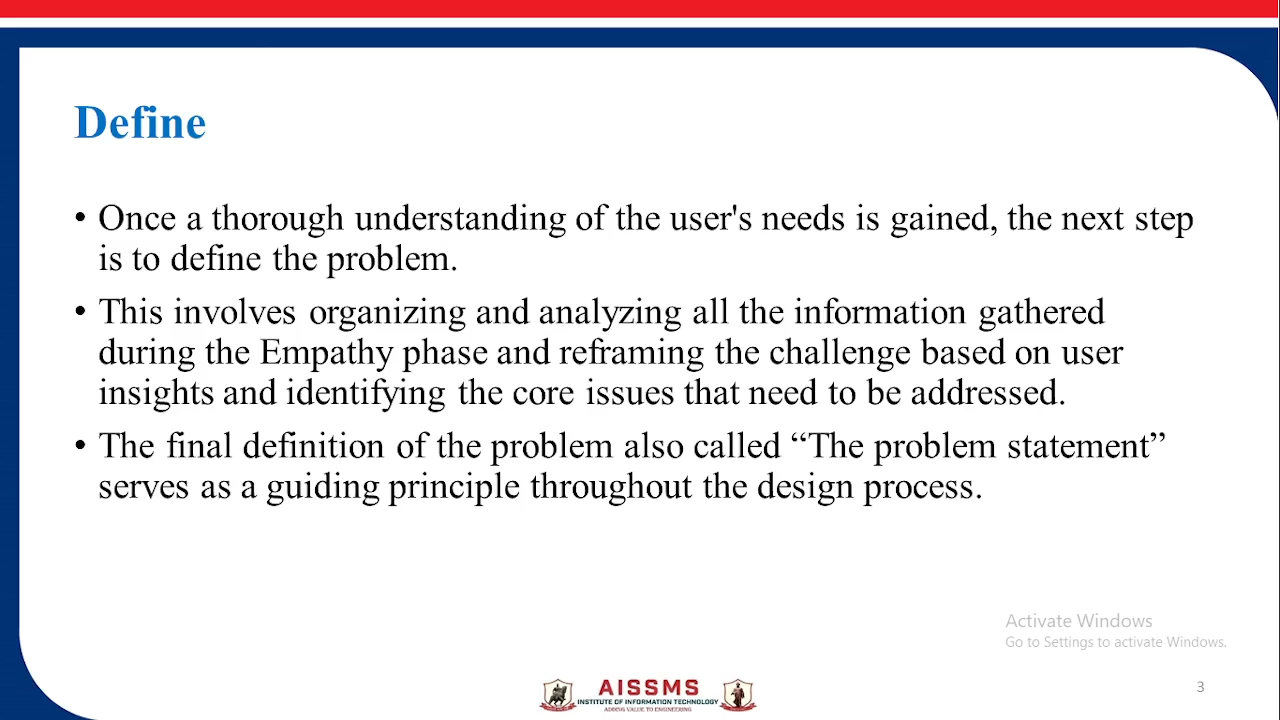 Define
• Once a thorough understanding of the user's needs is gained, the next step
is to define the problem.
• This involves organizing and analyzing all the information gathered
during the Empathy phase and reframing the challenge based on user
insights and identifying the core issues that need to be addressed.
• The final definition of the problem also called “The problem statement”
serves as a guiding principle throughout the design process.
Activate Windows
Go to Settings to activate Windows.
AISSMS
INSTITUTE OF INFORMATION TECHNOLOGY
ADDING VALUE TO ENGINEERING
3